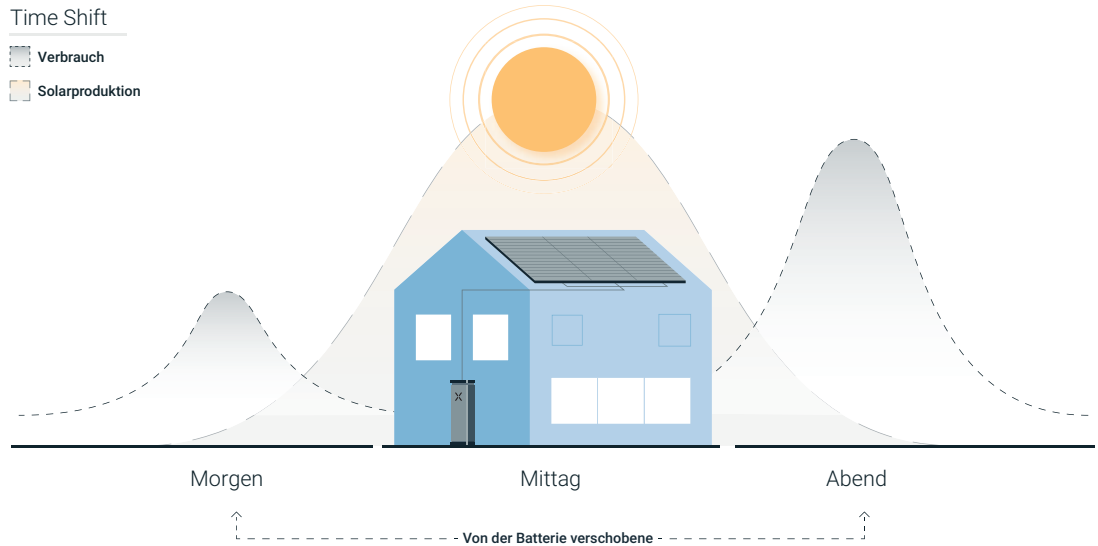 Time Shift
Verbrauch
Solarproduktion
Morgen
Mittag
Abend
Von der Batterie verschobene